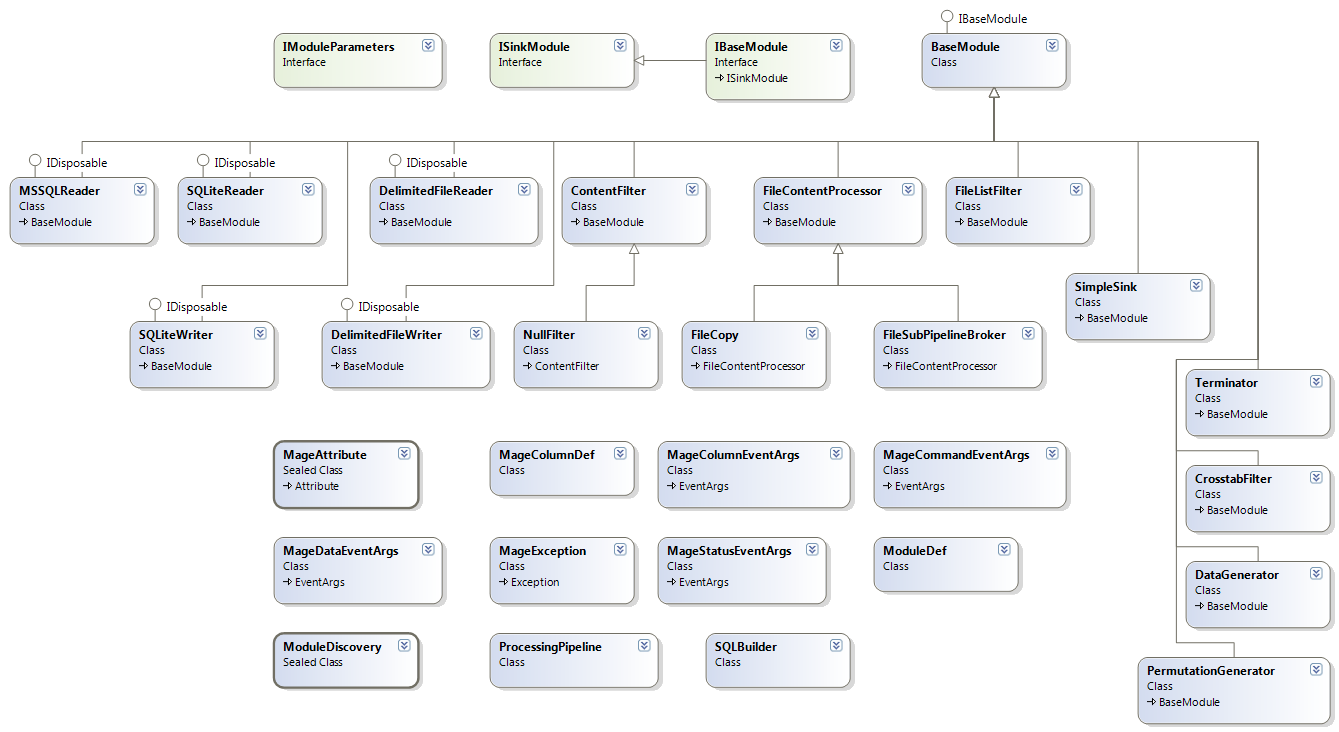 IBaseModule
IModuleParameters
Interface
ISinkModule
Interface
IBaseModule
Interface
ISinkModule
BaseModule
Class
IDisposable
MSSQLReader
Class
BaseModule
IDisposable
SQLiteReader
Class
BaseModule
IDisposable
DelimitedFileReader
Class
BaseModule
ContentFilter
Class
BaseModule
FileContentProcessor
Class
BaseModule
FileListFilter
Class
BaseModule
SimpleSink
Class
BaseModule
IDisposable
SQLiteWriter
Class
BaseModule
IDisposable
DelimitedFileWriter
Class
BaseModule
NullFilter
Class
ContentFilter
FileCopy
Class
FileContentProcessor
FileSubPipelineBroker
Class
FileContentProcessor
Terminator
Class
BaseModule
MageAttribute
Sealed Class
Attribute
MageColumnDef
Class
MageColumnEventArgs
Class
EventArgs
MageCommandEventArgs
Class
EventArgs
CrosstabFilter
Class
BaseModule
MageDataEventArgs
Class
EventArgs
MageException
Class
Exception
MageStatusEventArgs
Class
EventArgs
ModuleDef
Class
DataGenerator
Class
BaseModule
ModuleDiscovery
Sealed Class
ProcessingPipeline
Class
SQLBuilder
Class
PermutationGenerator
Class
BaseModule